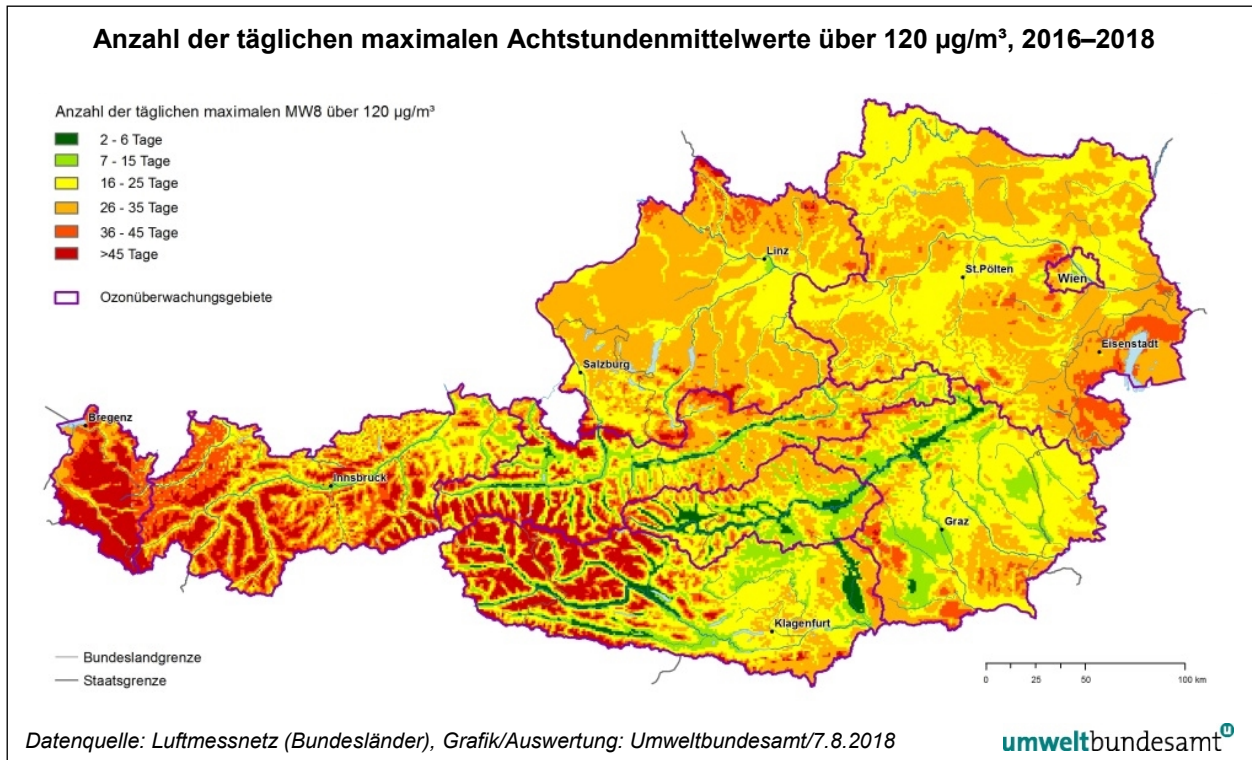 Anzahl der täglichen maximalen Achtstundenmittelwerte über 120 µg/m³, 2016–2018
Anzahl der täglichen maximalen MW8 über 120 µg/m³
2 - 6 Tage
7 - 15 Tage
16 - 25 Tage
26 - 35 Tage
36 - 45 Tage
>45 Tage
Ozonüberwachungsgebiete
Linz
St.Pölten
Wien
Eisenstadt
Salzburg
Bregenz
Innsbruck
Graz
Klagenfurt
Bundeslandgrenze
Staatsgrenze
0 25 50 100 km
Datenquelle: Luftmessnetz (Bundesländer), Grafik/Auswertung: Umweltbundesamt/7.8.2018
umweltbundesamt u